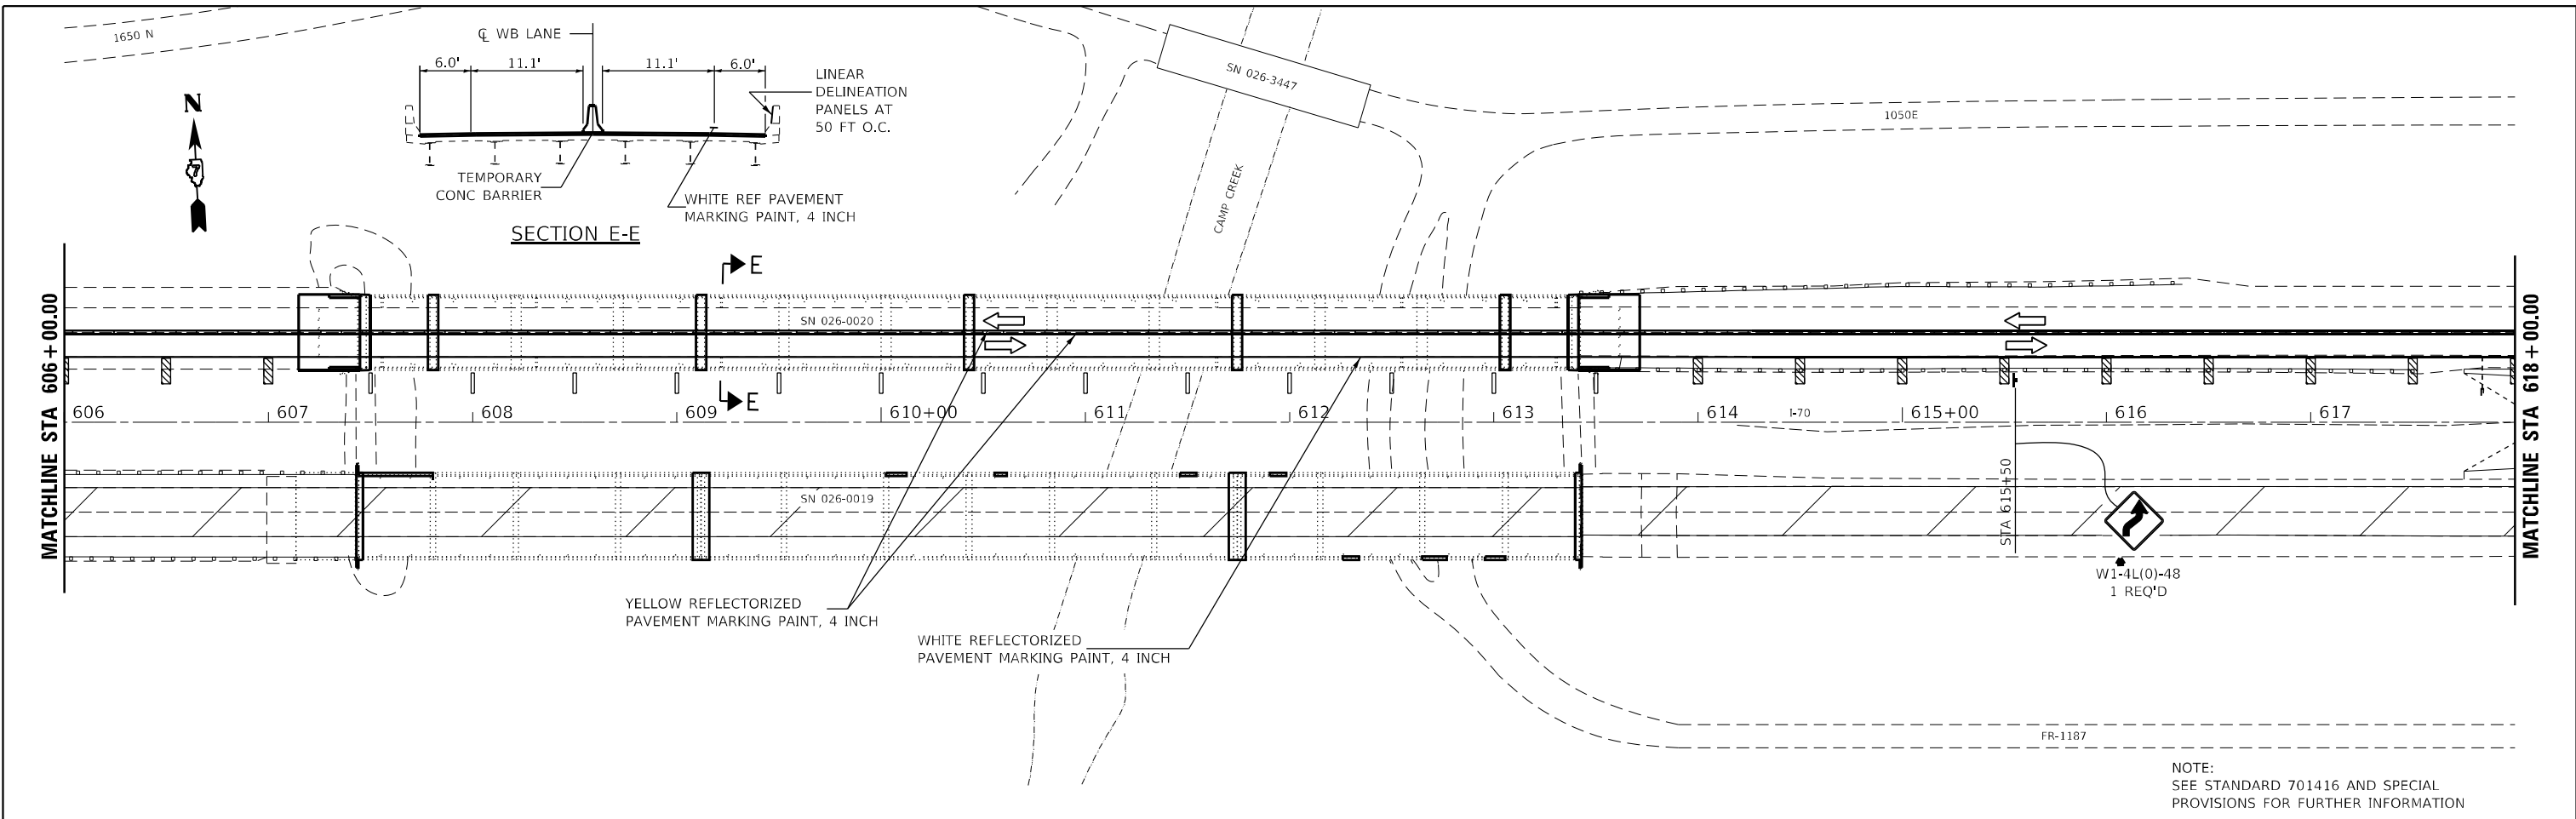 1650 N
℄ WB LANE
6.0' 11.1' 11.1' 6.0'
LINEAR
DELINEATION
PANELS AT
50 FT O.C.
TEMPORARY
CONC BARRIER
WHITE REF PAVEMENT
MARKING PAINT, 4 INCH
SECTION E-E
N
7
SN 026-3447
1050E
CAMP CREEK
E
E
MATCHLINE STA 606+00.00
SN 026-0020
606 607 608 609 610+00 611 612 613 614 I-70 615+00 616 617
MATCHLINE STA 618+00.00
SN 026-0019
STA 615+50
W1-4L(0)-48
1 REQ'D
YELLOW REFLECTORIZED
PAVEMENT MARKING PAINT, 4 INCH
WHITE REFLECTORIZED
PAVEMENT MARKING PAINT, 4 INCH
FR-1187
NOTE:
SEE STANDARD 701416 AND SPECIAL
PROVISIONS FOR FURTHER INFORMATION